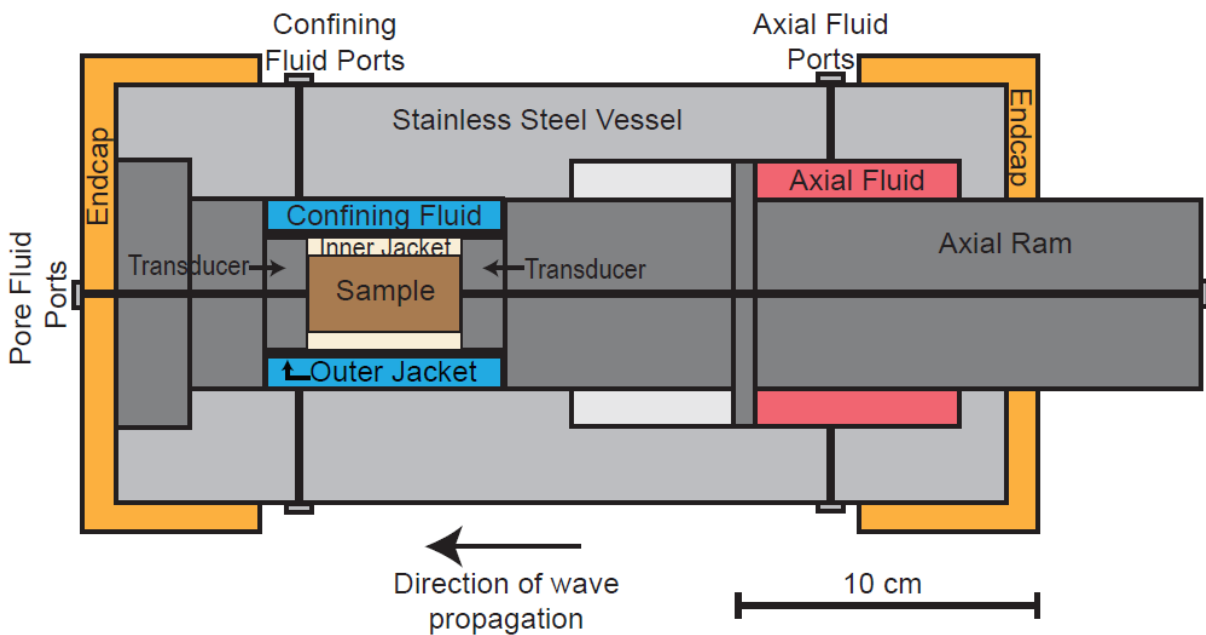 Confining
Fluid Ports
Axial Fluid
Ports
Stainless Steel Vessel
Endcap
Endcap
Axial Fluid
Confining Fluid
Inner Jacket
Axial Ram
Transducer
Transducer
Sample
Pore Fluid
Ports
Outer Jacket
Direction of wave
propagation
10 cm